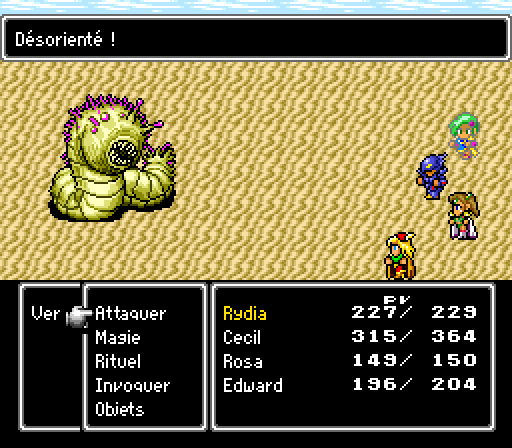 Désorienté !
PV
Ver Attaquer Rydia 227/ 229
Magie Cecil 315/ 364
Rituel Rosa 149/ 150
Invoquer Edward 196/ 204
Objets